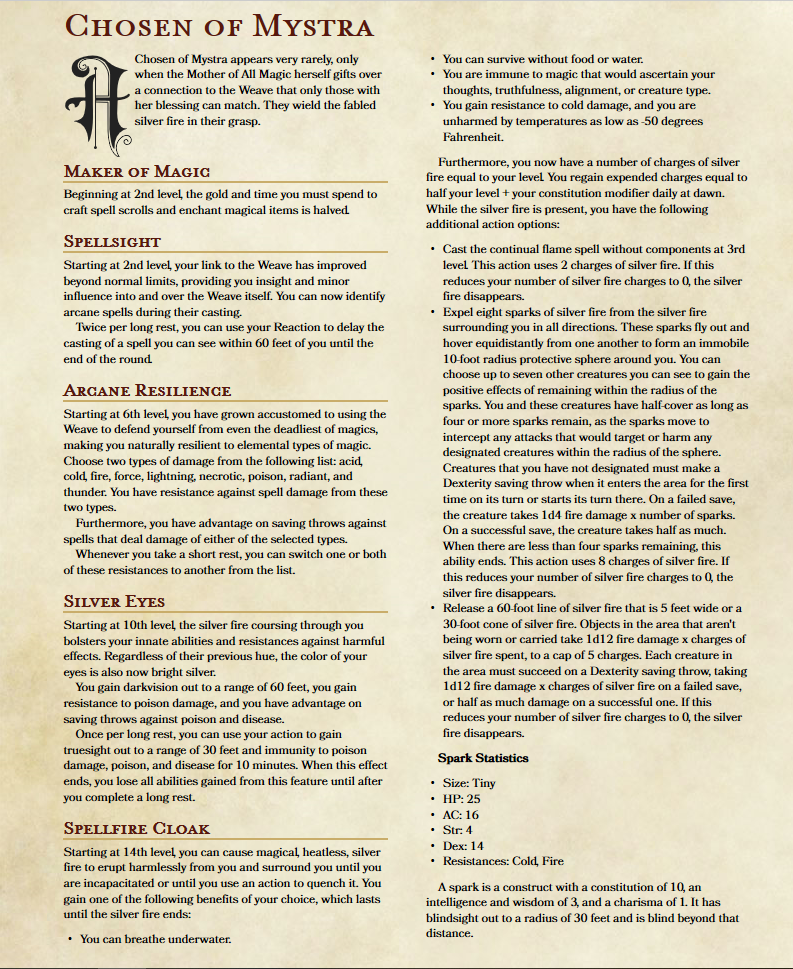 Chosen of Mystra
A Chosen of Mystra appears very rarely, only
when the Mother of All Magic herself gifts over
a connection to the Weave that only those with
her blessing can match. They wield the fabled
silver fire in their grasp.
Maker of Magic
Beginning at 2nd level, the gold and time you must spend to
craft spell scrolls and enchant magical items is halved.
Spellsight
Starting at 2nd level, your link to the Weave has improved
beyond normal limits, providing you insight and minor
influence into and over the Weave itself. You can now identify
arcane spells during their casting.
Twice per long rest, you can use your Reaction to delay the
casting of a spell you can see within 60 feet of you until the
end of the round.
Arcane Resilience
Starting at 6th level, you have grown accustomed to using the
Weave to defend yourself from even the deadliest of magics,
making you naturally resilient to elemental types of magic.
Choose two types of damage from the following list: acid,
cold, fire, force, lightning, necrotic, poison, radiant, and
thunder. You have resistance against spell damage from these
two types.
Furthermore, you have advantage on saving throws against
spells that deal damage of either of the selected types.
Whenever you take a short rest, you can switch one or both
of these resistances to another from the list.
Silver Eyes
Starting at 10th level, the silver fire coursing through you
bolsters your innate abilities and resistances against harmful
effects. Regardless of their previous hue, the color of your
eyes is also now bright silver.
You gain darkvision out to a range of 60 feet, you gain
resistance to poison damage, and you have advantage on
saving throws against poison and disease.
Once per long rest, you can use your action to gain
truesight out to a range of 30 feet and immunity to poison
damage, poison, and disease for 10 minutes. When this effect
ends, you lose all abilities gained from this feature until after
you complete a long rest.
Spellfire Cloak
Starting at 14th level, you can cause magical, heatless, silver
fire to erupt harmlessly from you and surround you until you
are incapacitated or until you use an action to quench it. You
gain one of the following benefits of your choice, which lasts
until the silver fire ends:
• You can breathe underwater.
• You can survive without food or water.
• You are immune to magic that would ascertain your
thoughts, truthfulness, alignment, or creature type.
• You gain resistance to cold damage, and you are
unharmed by temperatures as low as -50 degrees
Fahrenheit.
Furthermore, you now have a number of charges of silver
fire equal to your level. You regain expended charges equal to
half your level + your constitution modifier daily at dawn.
While the silver fire is present, you have the following
additional action options:
• Cast the continual flame spell without components at 3rd
level. This action uses 2 charges of silver fire. If this
reduces your number of silver fire charges to 0, the silver
fire disappears.
• Expel eight sparks of silver fire from the silver fire
surrounding you in all directions. These sparks fly out and
hover equidistantly from one another to form an immobile
10-foot radius protective sphere around you. You can
choose up to seven other creatures you can see to gain the
positive effects of remaining within the radius of the
sparks. You and these creatures have half-cover as long as
four or more sparks remain, as the sparks move to
intercept any attacks that would target or harm any
designated creatures within the radius of the sphere.
Creatures that you have not designated must make a
Dexterity saving throw when it enters the area for the first
time on its turn or starts its turn there. On a failed save,
the creature takes 1d4 fire damage x number of sparks.
On a successful save, the creature takes half as much.
When there are less than four sparks remaining, this
ability ends. This action uses 8 charges of silver fire. If
this reduces your number of silver fire charges to 0, the
silver fire disappears.
• Release a 60-foot line of silver fire that is 5 feet wide or a
30-foot cone of silver fire. Objects in the area that aren't
being worn or carried take 1d12 fire damage x charges of
silver fire spent, to a cap of 5 charges. Each creature in
the area must succeed on a Dexterity saving throw, taking
1d12 fire damage x charges of silver fire on a failed save,
or half as much damage on a successful one. If this
reduces your number of silver fire charges to 0, the silver
fire disappears.
Spark Statistics
• Size: Tiny
• HP: 25
• AC: 16
• Str: 4
• Dex: 14
• Resistances: Cold, Fire
A spark is a construct with a constitution of 10, an
intelligence and wisdom of 3, and a charisma of 1. It has
blindsight out to a radius of 30 feet and is blind beyond that
distance.